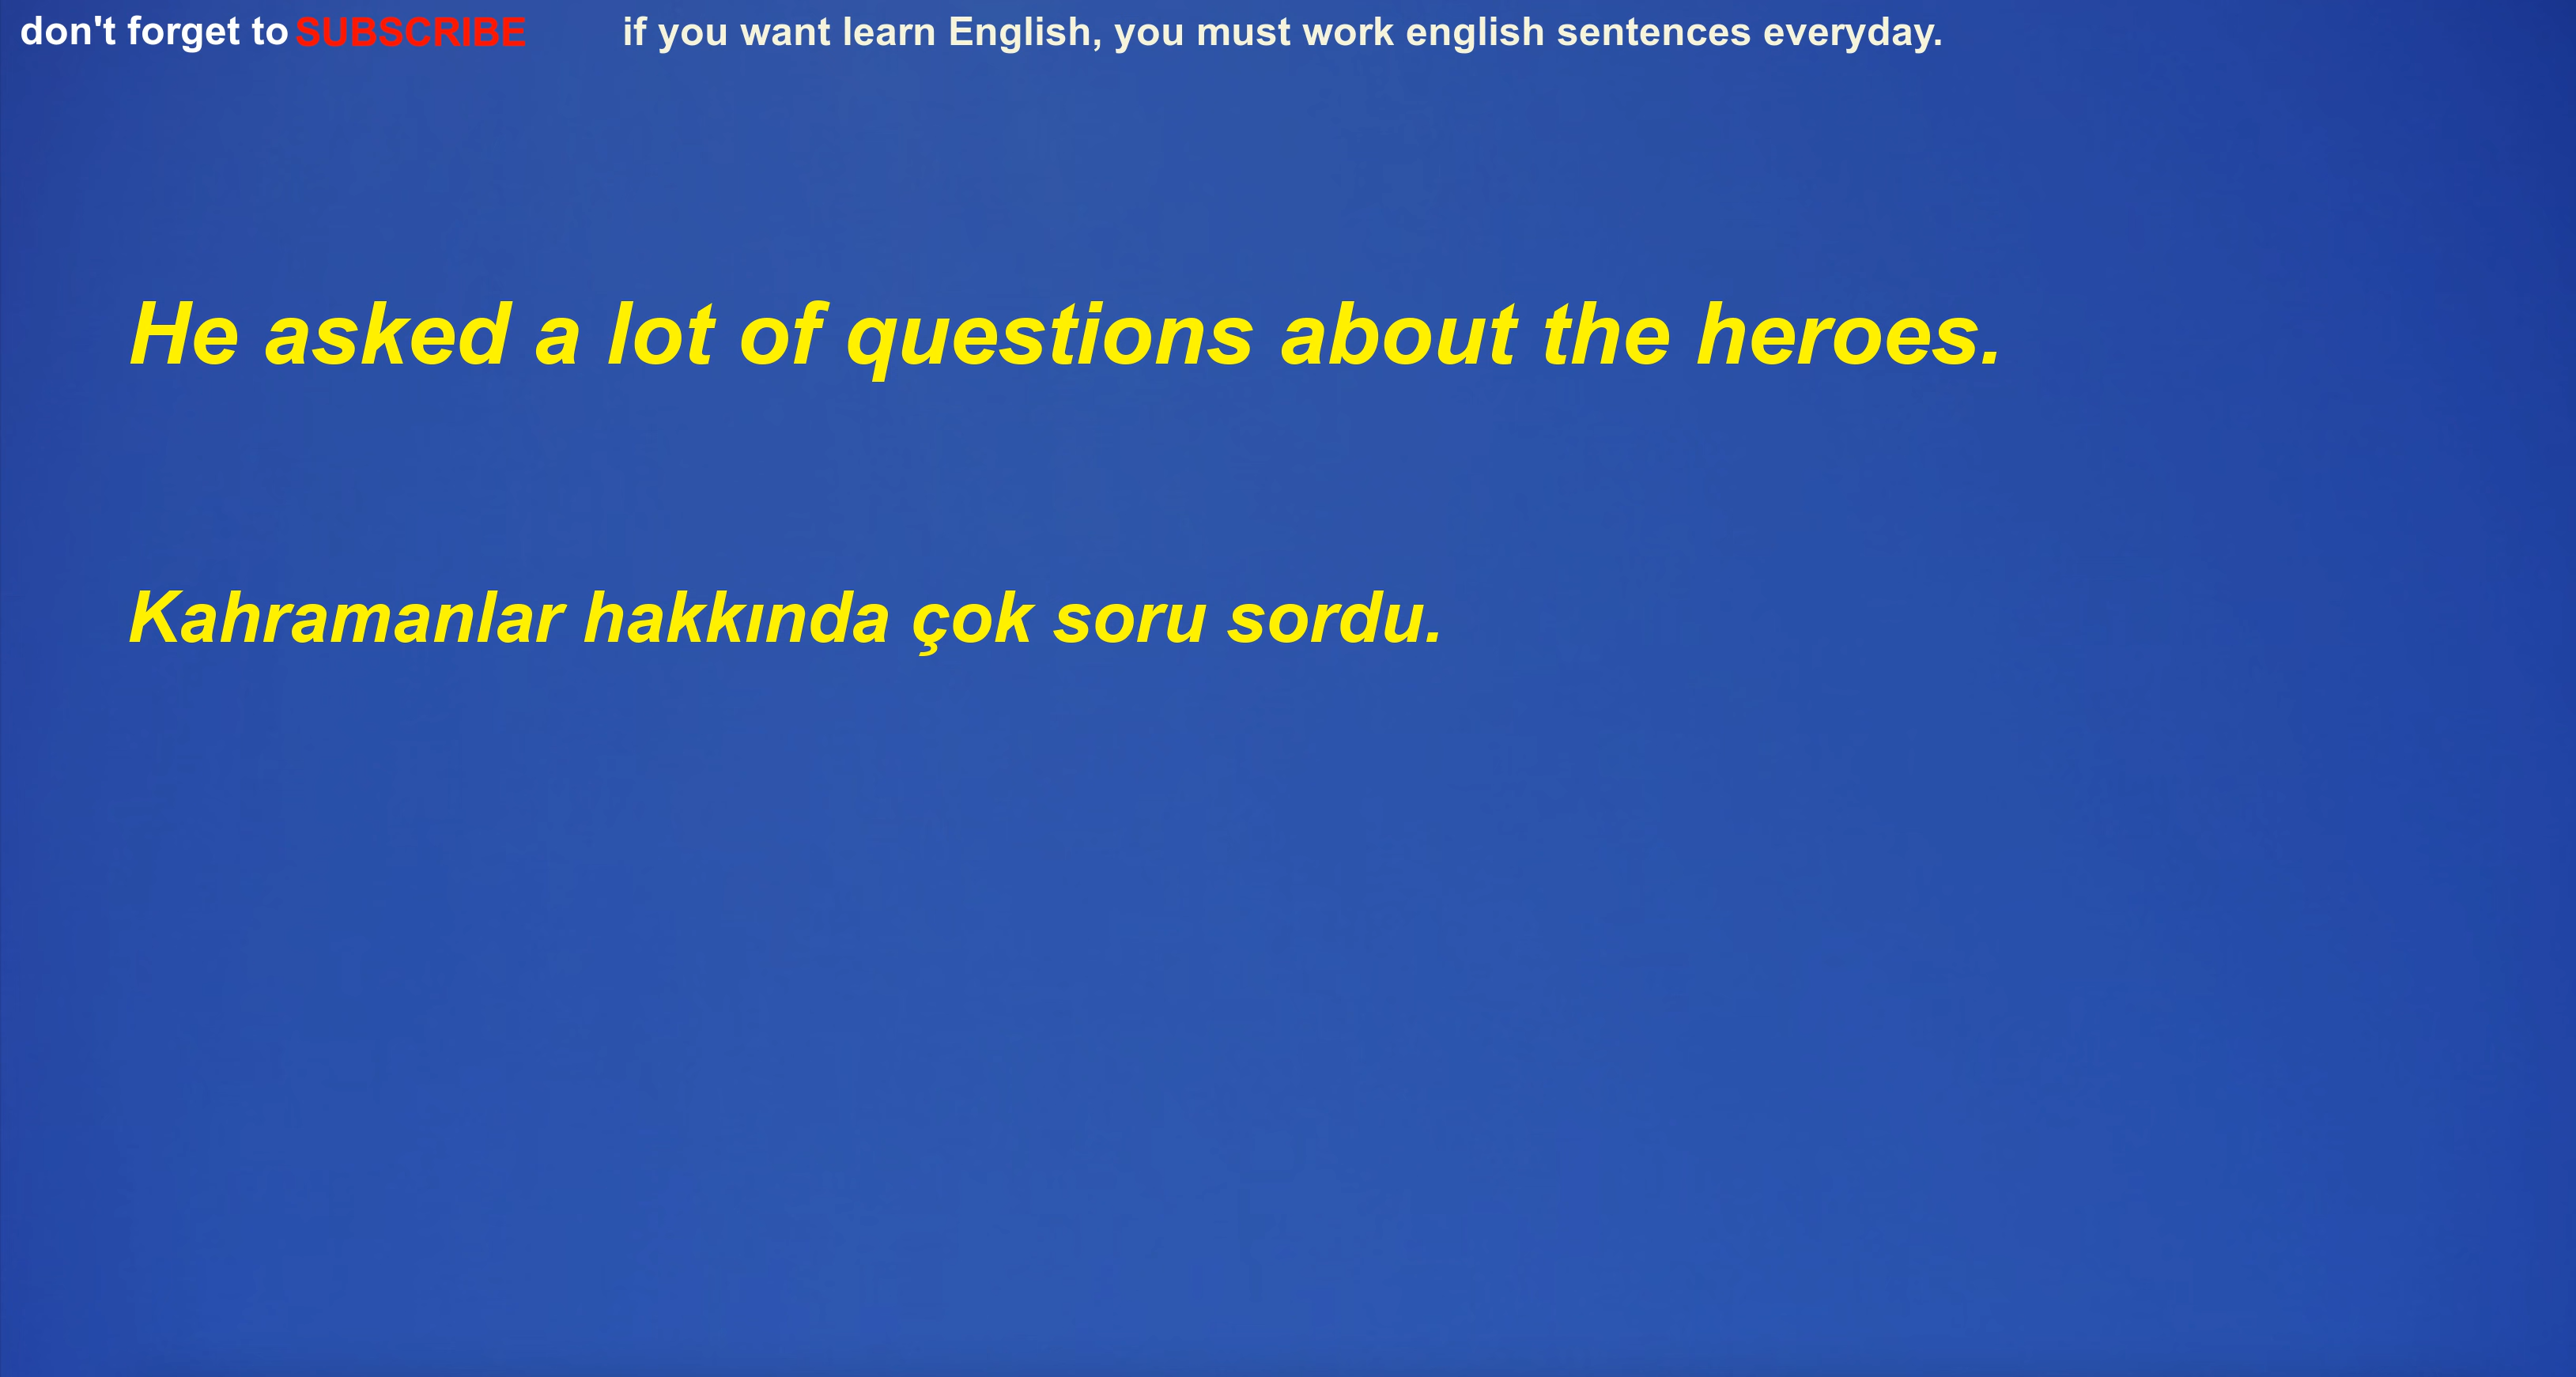 don't forget to SUBSCRIBE if you want learn English, you must work english sentences everyday.
He asked a lot of questions about the heroes.
Kahramanlar hakkında çok soru sordu.